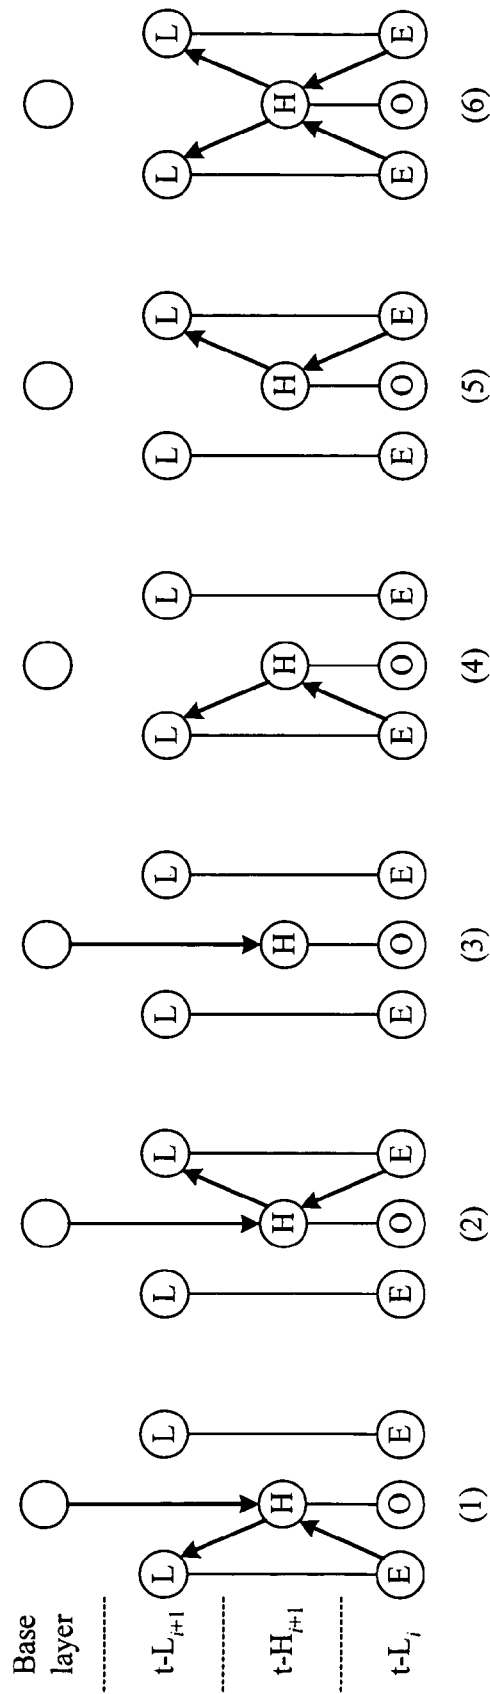 Base
layer
t-L_{i+1} L L L L L L L L L L L L
t-H_{i+1} H H H H H H
t-L_i E O E E O E E O E E O E E O E E O E
(1) (2) (3) (4) (5) (6)